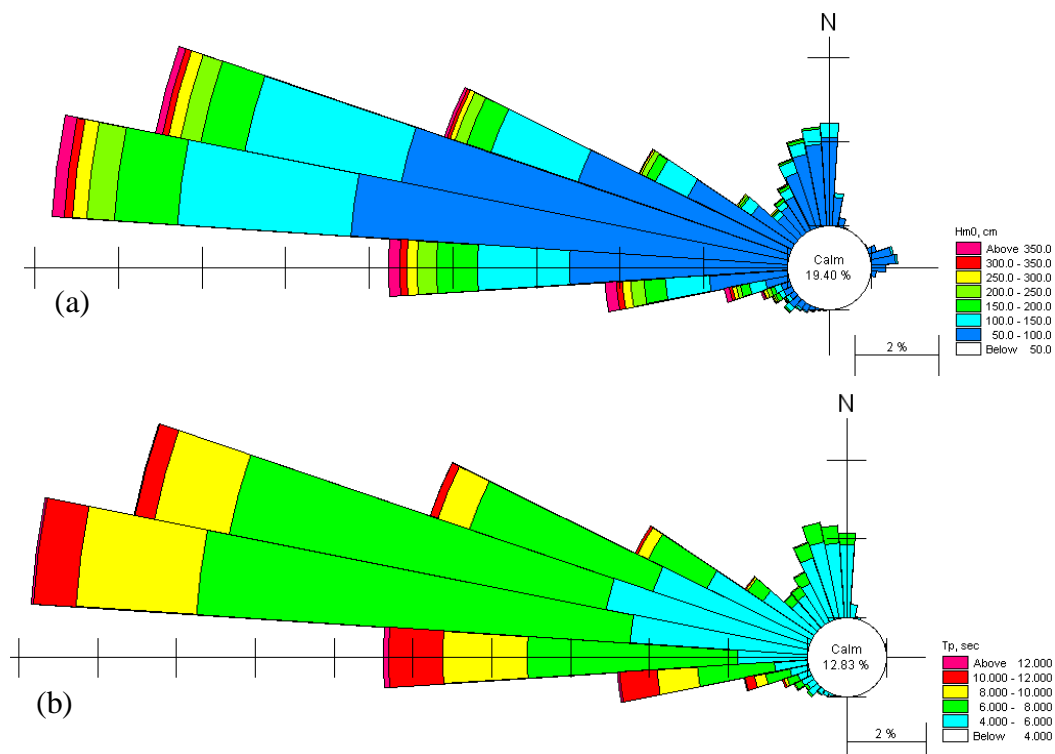 N
Calm
19.40 %
(a)
Hm0, cm
Above 350.0
300.0 - 350.0
250.0 - 300.0
200.0 - 250.0
150.0 - 200.0
100.0 - 150.0
50.0 - 100.0
Below 50.0
2 %
N
Calm
12.83 %
(b)
Tp, sec
Above 12.000
10.000 - 12.000
8.000 - 10.000
6.000 - 8.000
4.000 - 6.000
Below 4.000
2 %